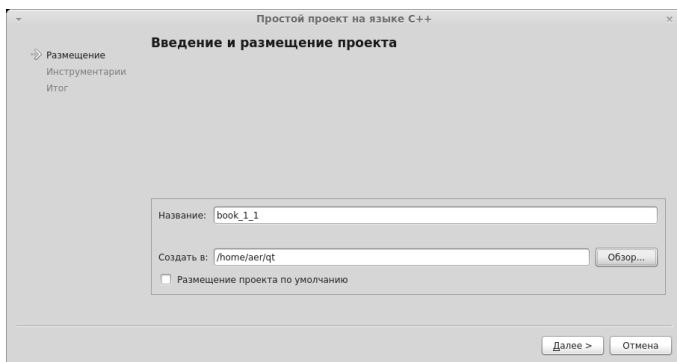 Простой проект на языке C++
Введение и размещение проекта
Размещение
Инструментарии
Итог
Название: book_1_1
Создать в: /home/aer/qt Обзор...
Размещение проекта по умолчанию
Далее > Отмена